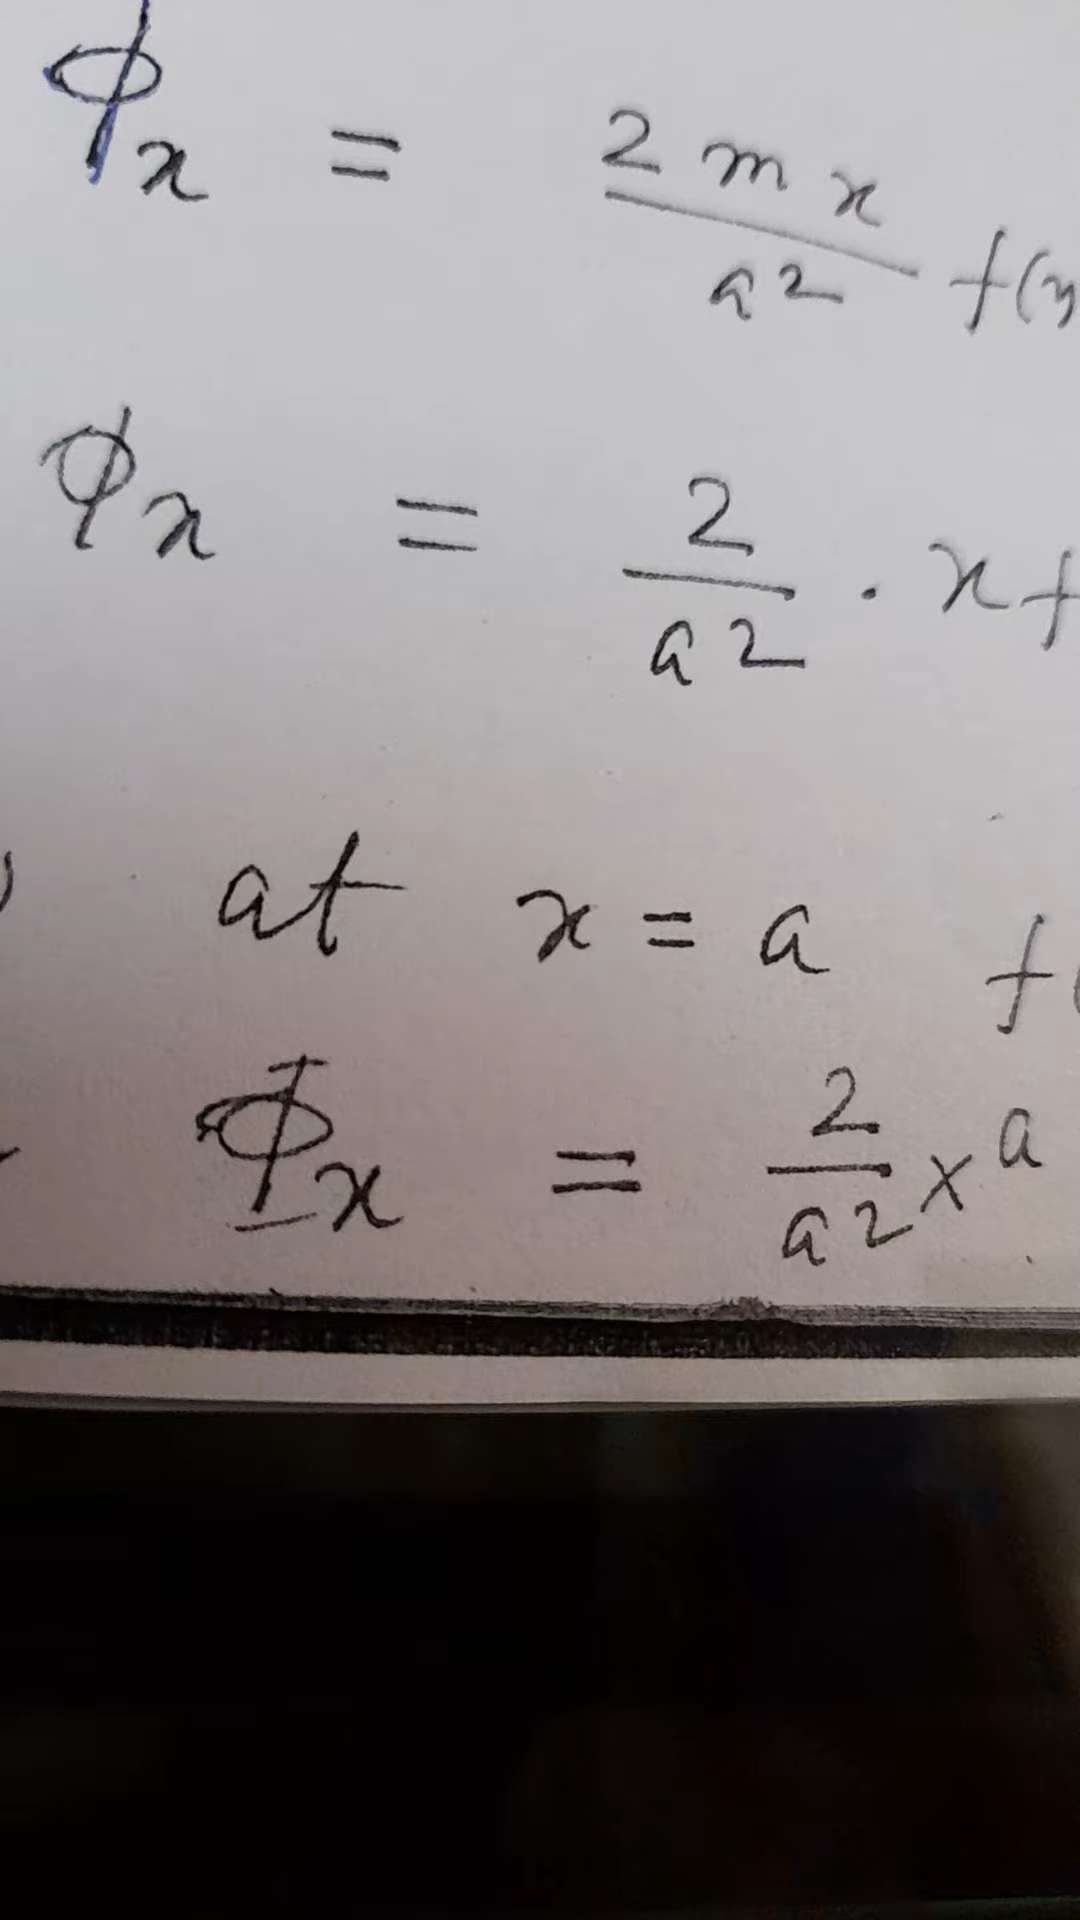 ϕx = 2mx/a² f(x
ϕx = 2/a² · x f
at x = a f(
Φx = 2/a² × a